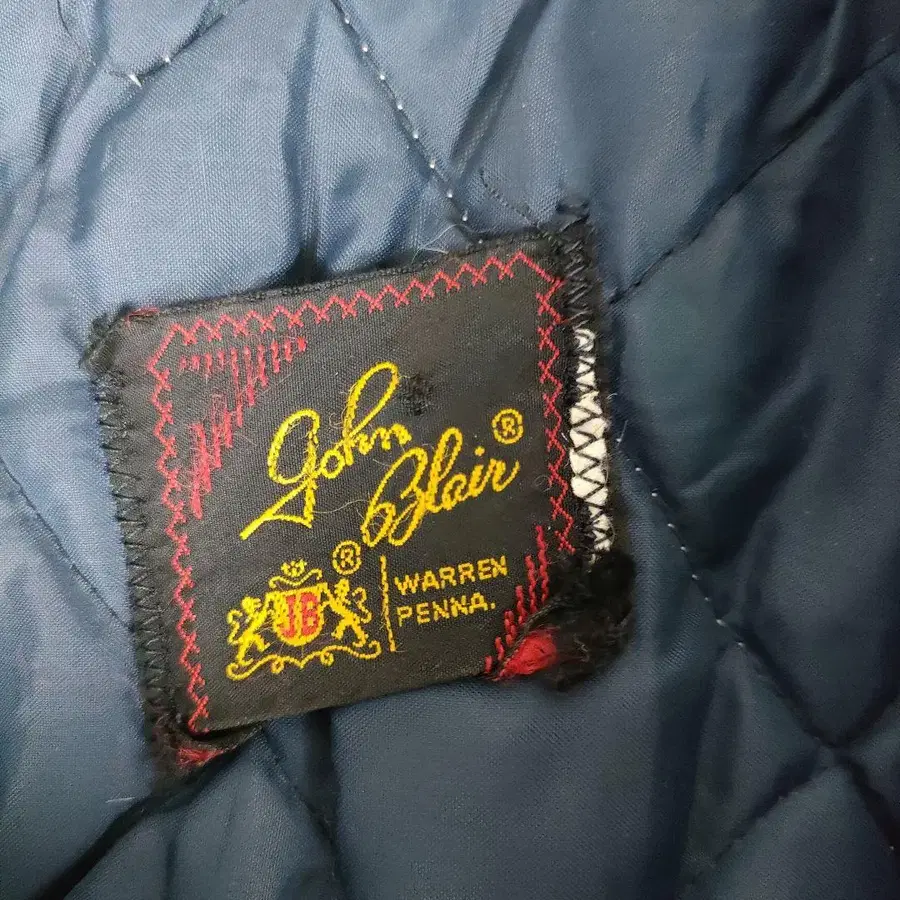 John
Blair ®
®
JB
WARREN
PENNA.